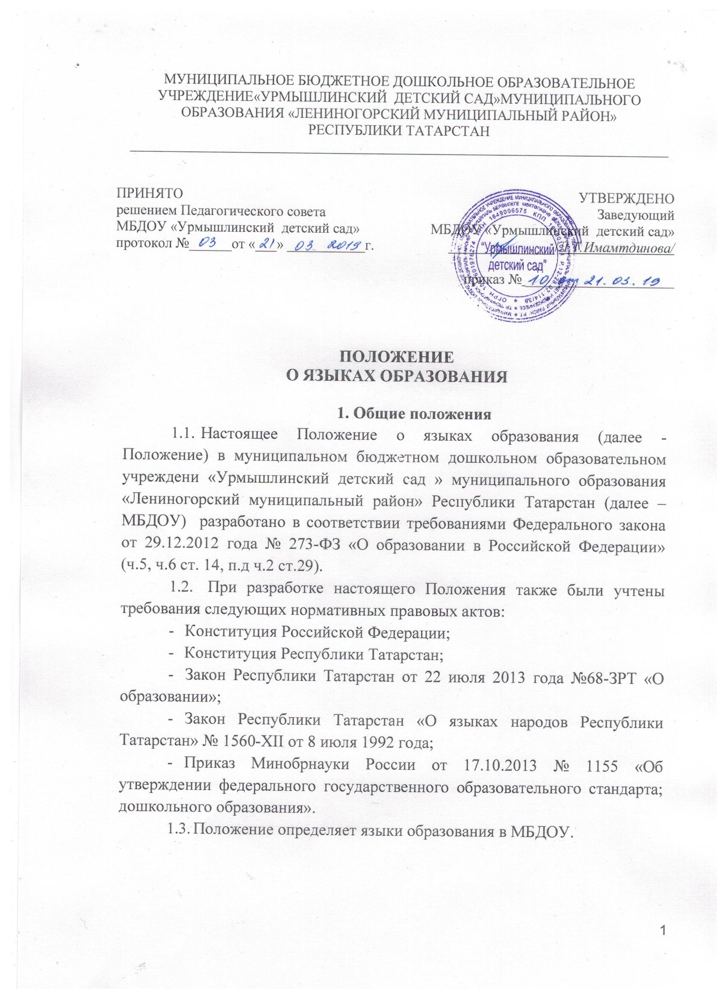 МУНИЦИПАЛЬНОЕ БЮДЖЕТНОЕ ДОШКОЛЬНОЕ ОБРАЗОВАТЕЛЬНОЕ
УЧРЕЖДЕНИЕ«УРМЫШЛИНСКИЙ ДЕТСКИЙ САД»МУНИЦИПАЛЬНОГО
ОБРАЗОВАНИЯ «ЛЕНИНОГОРСКИЙ МУНИЦИПАЛЬНЫЙ РАЙОН»
РЕСПУБЛИКИ ТАТАРСТАН
ПРИНЯТО
решением Педагогического совета
МБДОУ «Урмышлинский детский сад»
протокол № 03 от «21» 03. 2019 г.
УТВЕРЖДЕНО
Заведующий
МБДОУ «Урмышлинский детский сад»
Имамтдинова/
приказ № 10 от 21.03.19
"Урмышлинский
детский сад"
ИНН 1649006575 КПП
ПОЛОЖЕНИЕ
О ЯЗЫКАХ ОБРАЗОВАНИЯ
1. Общие положения
1.1. Настоящее Положение о языках образования (далее -
Положение) в муниципальном бюджетном дошкольном образовательном
учреждени «Урмышлинский детский сад » муниципального образования
«Лениногорский муниципальный район» Республики Татарстан (далее –
МБДОУ) разработано в соответствии требованиями Федерального закона
от 29.12.2012 года № 273-ФЗ «О образовании в Российской Федерации»
(ч.5, ч.6 ст. 14, п.д ч.2 ст.29).
1.2. При разработке настоящего Положения также были учтены
требования следующих нормативных правовых актов:
- Конституция Российской Федерации;
- Конституция Республики Татарстан;
- Закон Республики Татарстан от 22 июля 2013 года №68-ЗРТ «О
образовании»;
- Закон Республики Татарстан «О языках народов Республики
Татарстан» № 1560-XII от 8 июля 1992 года;
- Приказ Минобрнауки России от 17.10.2013 № 1155 «Об
утверждении федерального государственного образовательного стандарта;
дошкольного образования».
1.3. Положение определяет языки образования в МБДОУ.
1